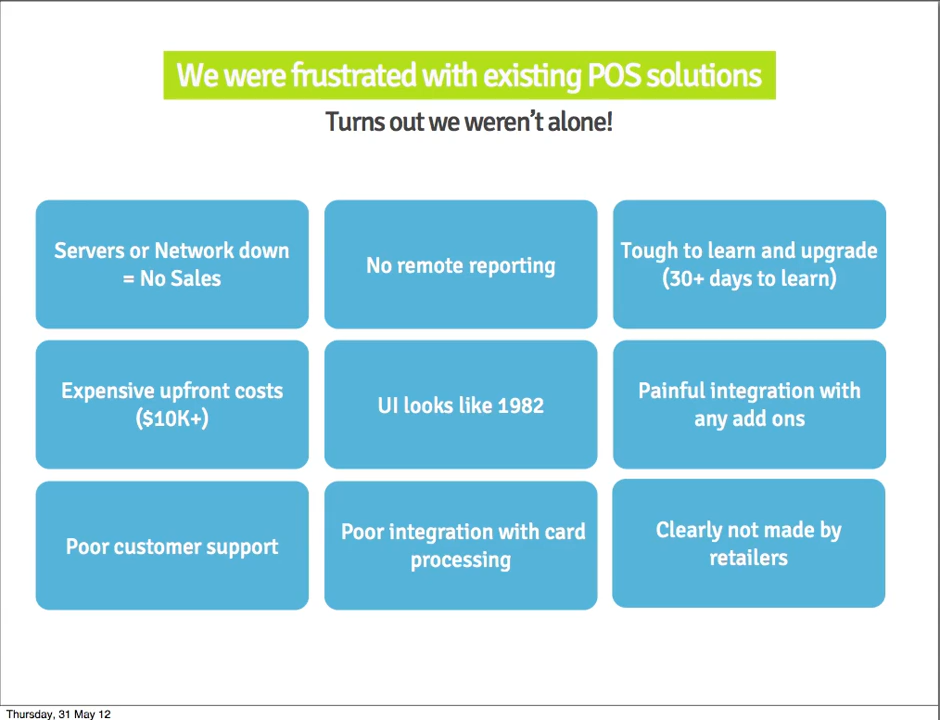 We were frustrated with existing POS solutions
Turns out we weren't alone!
Servers or Network down
= No Sales
No remote reporting
Tough to learn and upgrade
(30+ days to learn)
Expensive upfront costs
($10K+)
UI looks like 1982
Painful integration with
any add ons
Poor customer support
Poor integration with card
processing
Clearly not made by
retailers
Thursday, 31 May 12